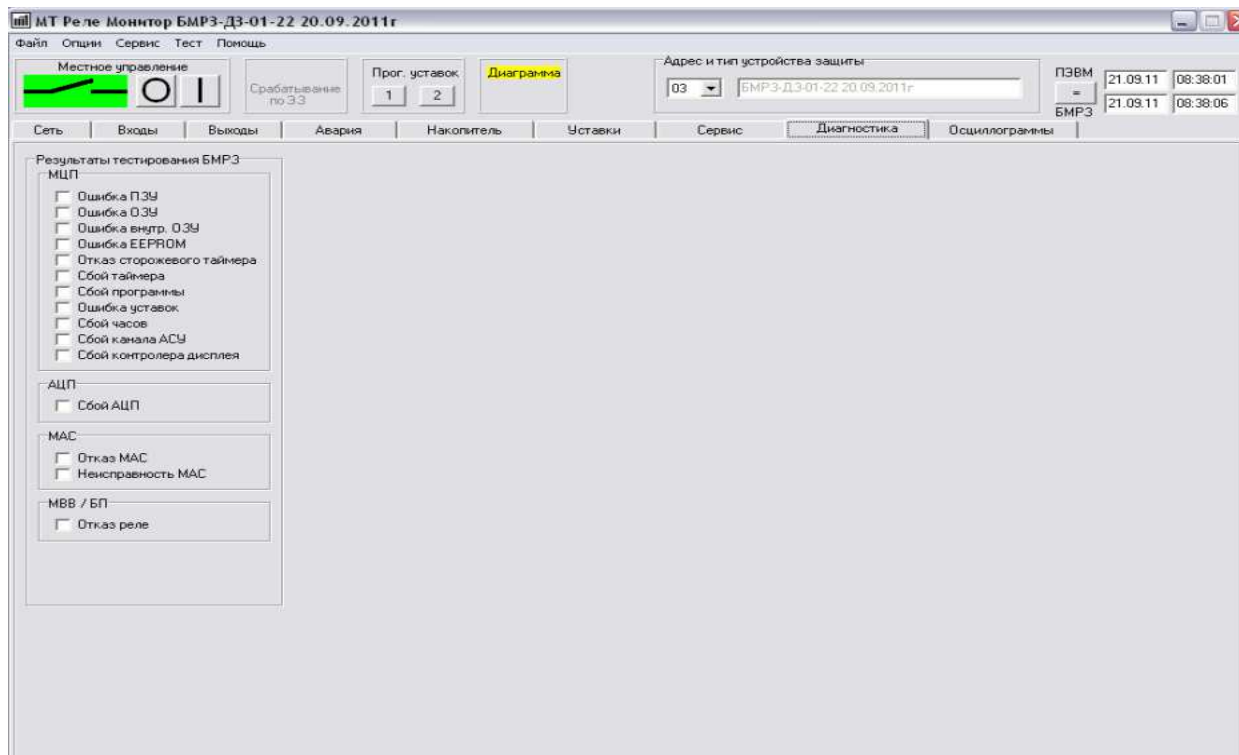 МТ Реле Монитор БМРЗ-ДЗ-01-22 20.09.2011г
Файл Опции Сервис Тест Помощь
Местное управление
Срабатывание по ЗЗ
Прог. уставок
1 2
Диаграмма
Адрес и тип устройства защиты
03 БМРЗ-ДЗ-01-22 20.09.2011г
ПЭВМ 21.09.11 08:38:01
=
БМРЗ 21.09.11 08:38:06
Сеть Входы Выходы Авария Накопитель Уставки Сервис Диагностика Осциллограммы
Результаты тестирования БМРЗ
МЦП
Ошибка ПЗУ
Ошибка ОЗУ
Ошибка внутр. ОЗУ
Ошибка EEPROM
Отказ сторожевого таймера
Сбой таймера
Сбой программы
Ошибка уставок
Сбой часов
Сбой канала АСУ
Сбой контролера дисплея
АЦП
Сбой АЦП
МАС
Отказ МАС
Неисправность МАС
МВВ / БП
Отказ реле